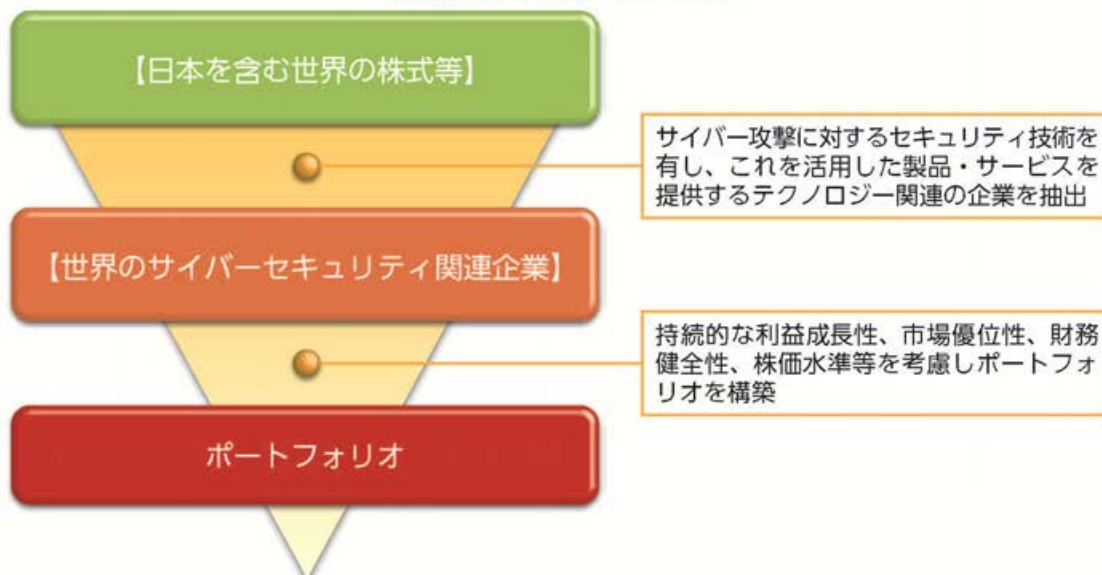 【日本を含む世界の株式等】
サイバー攻撃に対するセキュリティ技術を
有し、これを活用した製品・サービスを
提供するテクノロジー関連の企業を抽出
【世界のサイバーセキュリティ関連企業】
持続的な利益成長性、市場優位性、財務
健全性、株価水準等を考慮しポートフォ
リオを構築
ポートフォリオ